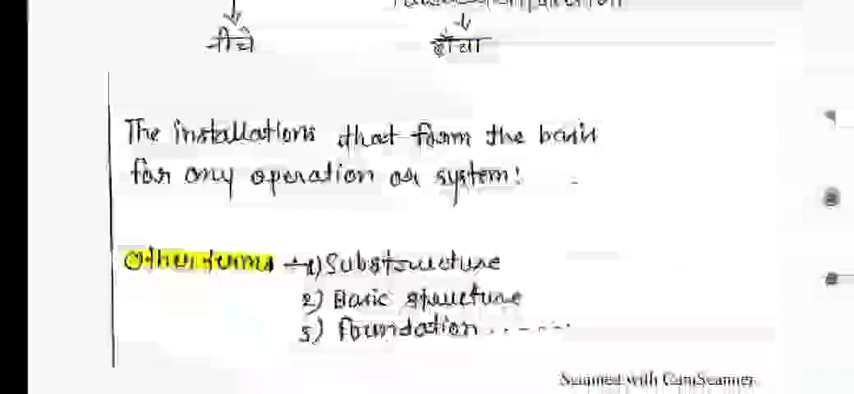 नीचे ढाँचा
The installations that form the basis
for any operation or system!
Other terms → 1) Substructure
2) Basic structure
3) Foundation.......
Scanned with CamScanner